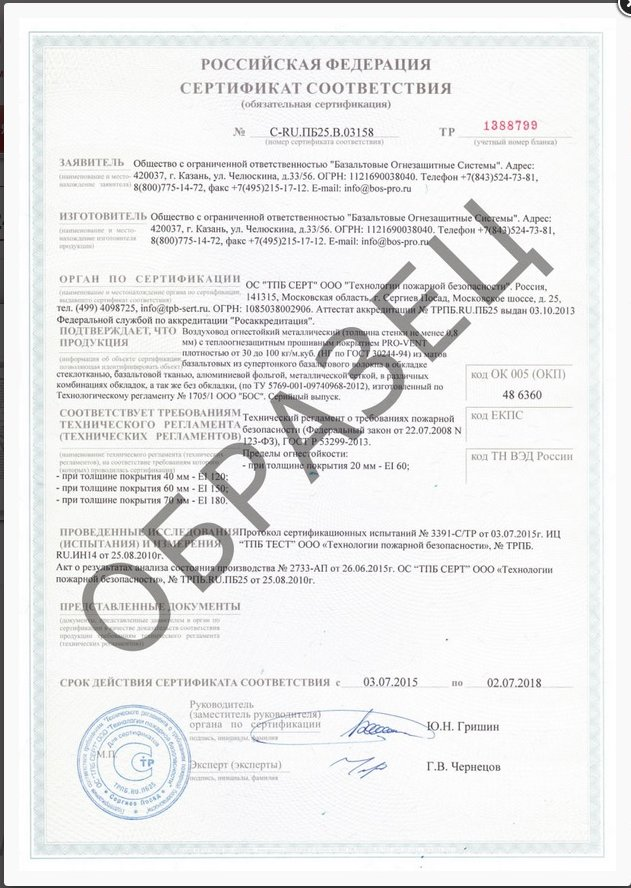 РОССИЙСКАЯ ФЕДЕРАЦИЯ
СЕРТИФИКАТ СООТВЕТСТВИЯ
(обязательная сертификация)
№ С-RU.ПБ25.В.03158
(номер сертификата соответствия)
ТР 1388799
(учетный номер бланка)
ЗАЯВИТЕЛЬ Общество с ограниченной ответственностью "Базальтовые Огнезащитные Системы". Адрес:
(наименование и место-нахождение заявителя)
420037, г. Казань, ул. Челюскина, д.33/56. ОГРН: 1121690038040. Телефон +7(843)524-73-81,
8(800)775-14-72, факс +7(495)215-17-12. E-mail: info@bos-pro.ru
ИЗГОТОВИТЕЛЬ Общество с ограниченной ответственностью "Базальтовые Огнезащитные Системы". Адрес:
(наименование и место-нахождение изготовителя продукции)
420037, г. Казань, ул. Челюскина, д.33/56. ОГРН: 1121690038040. Телефон +7(843)524-73-81,
8(800)775-14-72, факс +7(495)215-17-12. E-mail: info@bos-pro.ru
ОРГАН ПО СЕРТИФИКАЦИИ
(наименование и местонахождение органа по сертификации, выдавшего сертификат соответствия)
ОС "ТПБ СЕРТ" ООО "Технологии пожарной безопасности". Россия,
141315, Московская область, г. Сергиев Посад, Московское шоссе, д. 25,
тел. (499) 4098725, info@tpb-sert.ru. ОГРН: 1085038002906. Аттестат аккредитации № ТРПБ.RU.ПБ25 выдан 03.10.2013
Федеральной службой по аккредитации "Росаккредитация".
ПОДТВЕРЖДАЕТ, ЧТО
ПРОДУКЦИЯ
(информация об объекте сертификации, позволяющая идентифицировать объект)
Воздуховод огнестойкий металлический (толщина стенки не менее 0,8
мм) с теплоогнезащитным прошивным покрытием PRO-VENT
плотностью от 30 до 100 кг/м.куб. (НГ по ГОСТ 30244-94) из матов
базальтовых из супертонкого базальтового волокна в обкладке
стеклотканью, базальтовой тканью, алюминиевой фольгой, металлической сеткой, в различных
комбинациях обкладок, а так же без обкладки, (по ТУ 5769-001-09740968-2012), изготовленный по
Технологическому регламенту № 1705/1 ООО "БОС". Серийный выпуск.
код ОК 005 (ОКП)
48 6360
код ЕКПС
код ТН ВЭД России
СООТВЕТСТВУЕТ ТРЕБОВАНИЯМ
ТЕХНИЧЕСКОГО РЕГЛАМЕНТА
(ТЕХНИЧЕСКИХ РЕГЛАМЕНТОВ)
(наименование технического регламента (технических регламентов), на соответствие требованиям которого (которых) проводилась сертификация)
Технический регламент о требованиях пожарной
безопасности (Федеральный закон от 22.07.2008 N
123-ФЗ), ГОСТ Р 53299-2013.
Пределы огнестойкости:
- при толщине покрытия 20 мм - EI 60;
- при толщине покрытия 40 мм - EI 120;
- при толщине покрытия 60 мм - EI 150;
- при толщине покрытия 70 мм - EI 180.
ПРОВЕДЕННЫЕ ИССЛЕДОВАНИЯ
(ИСПЫТАНИЯ) И ИЗМЕРЕНИЯ
Протокол сертификационных испытаний № 3391-С/ТР от 03.07.2015г. ИЦ
"ТПБ ТЕСТ" ООО «Технологии пожарной безопасности», № ТРПБ.
RU.ИН14 от 25.08.2010г.
Акт о результатах анализа состояния производства № 2733-АП от 26.06.2015г. ОС "ТПБ СЕРТ" ООО «Технологии
пожарной безопасности», № ТРПБ.RU.ПБ25 от 25.08.2010г.
ПРЕДСТАВЛЕННЫЕ ДОКУМЕНТЫ
(документы, представленные заявителем в орган по
сертификации в качестве доказательств соответствия
продукции требованиям технического регламента
(технических регламентов))
СРОК ДЕЙСТВИЯ СЕРТИФИКАТА СООТВЕТСТВИЯ с 03.07.2015 по 02.07.2018
Руководитель
(заместитель руководителя)
органа по сертификации
подпись, инициалы, фамилия
Ю.Н. Гришин
М.П.
Эксперт (эксперты)
подпись, инициалы, фамилия
Г.В. Чернецов
Для сертификатов
СТР
ТРПБ.RU.ПБ25
Сергиев Посад
ОБРАЗЕЦ